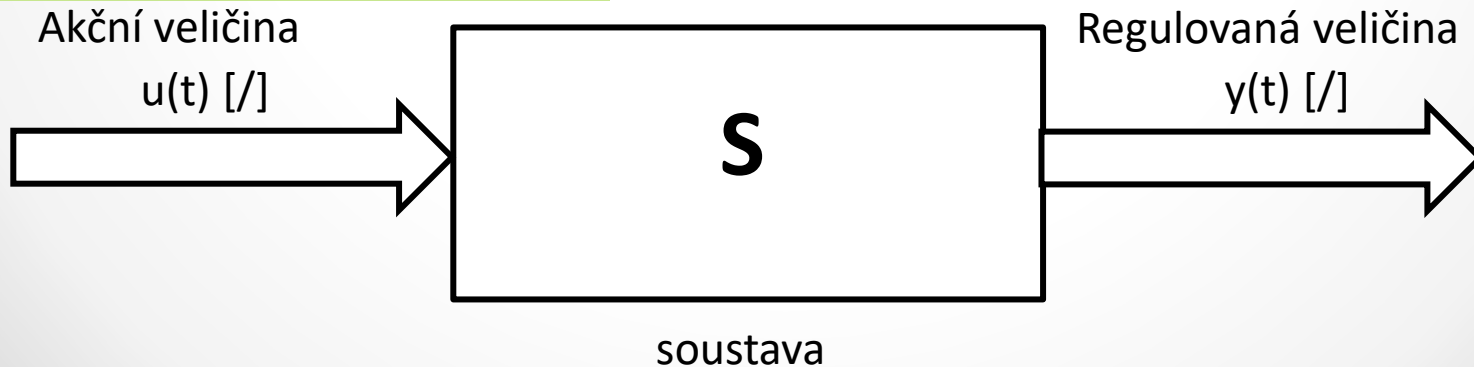 Akční veličina
u(t) [/]
Regulovaná veličina
y(t) [/]
S
soustava